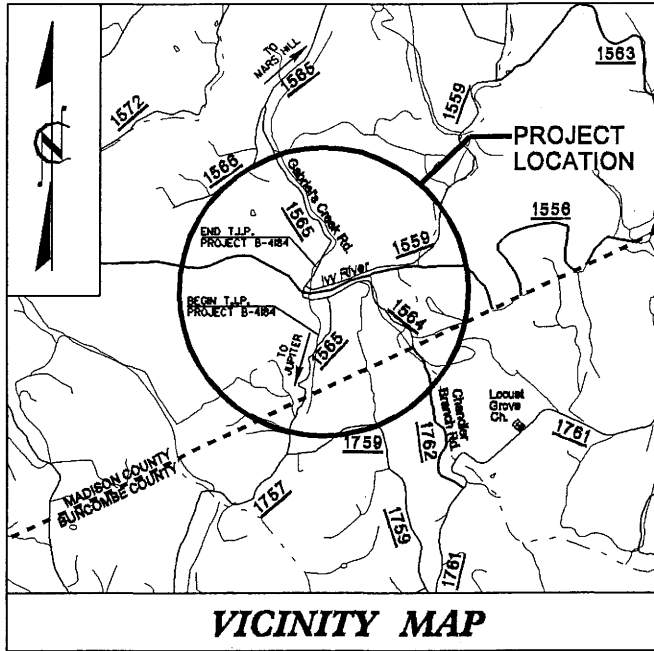 1563
TO
MARS HILL
1565
1559
1572
PROJECT
LOCATION
1566
Gabriel's Creek Rd.
1565
1556
END T.I.P.
PROJECT B-4184
1559
Ivy River
BEGIN T.I.P.
PROJECT B-4184
1564
TO
JUPITER
1565
Chandler
Branch Rd.
Locust
Grove
Ch.
1762
1761
1759
MADISON COUNTY
BUNCOMBE COUNTY
1757
1759
1761
VICINITY MAP